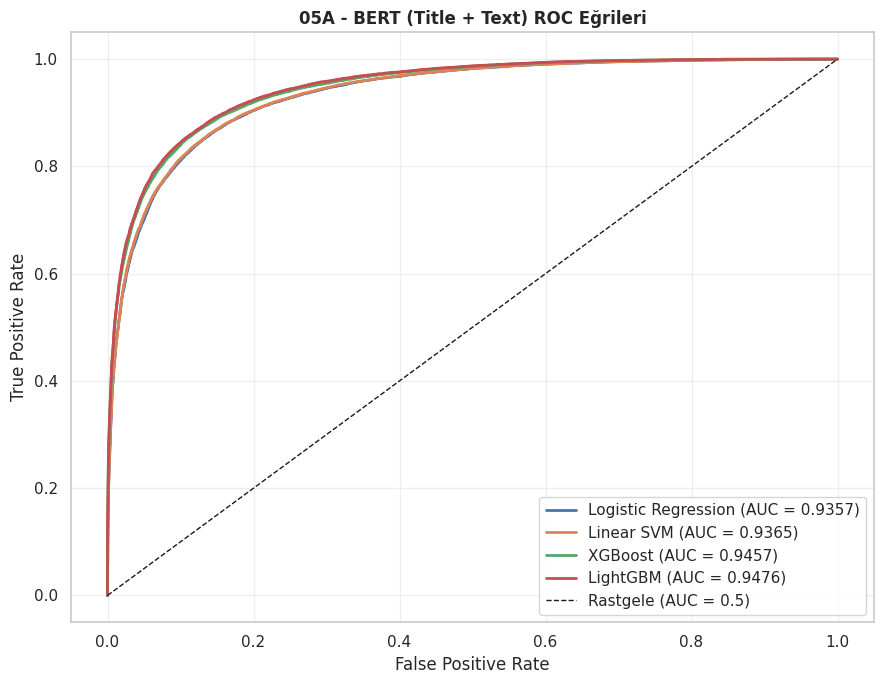 05A - BERT (Title + Text) ROC Eğrileri
1.0
0.8
0.6
0.4
0.2
0.0
True Positive Rate
0.0
0.2
0.4
0.6
0.8
1.0
False Positive Rate
Logistic Regression (AUC = 0.9357)
Linear SVM (AUC = 0.9365)
XGBoost (AUC = 0.9457)
LightGBM (AUC = 0.9476)
Rastgele (AUC = 0.5)